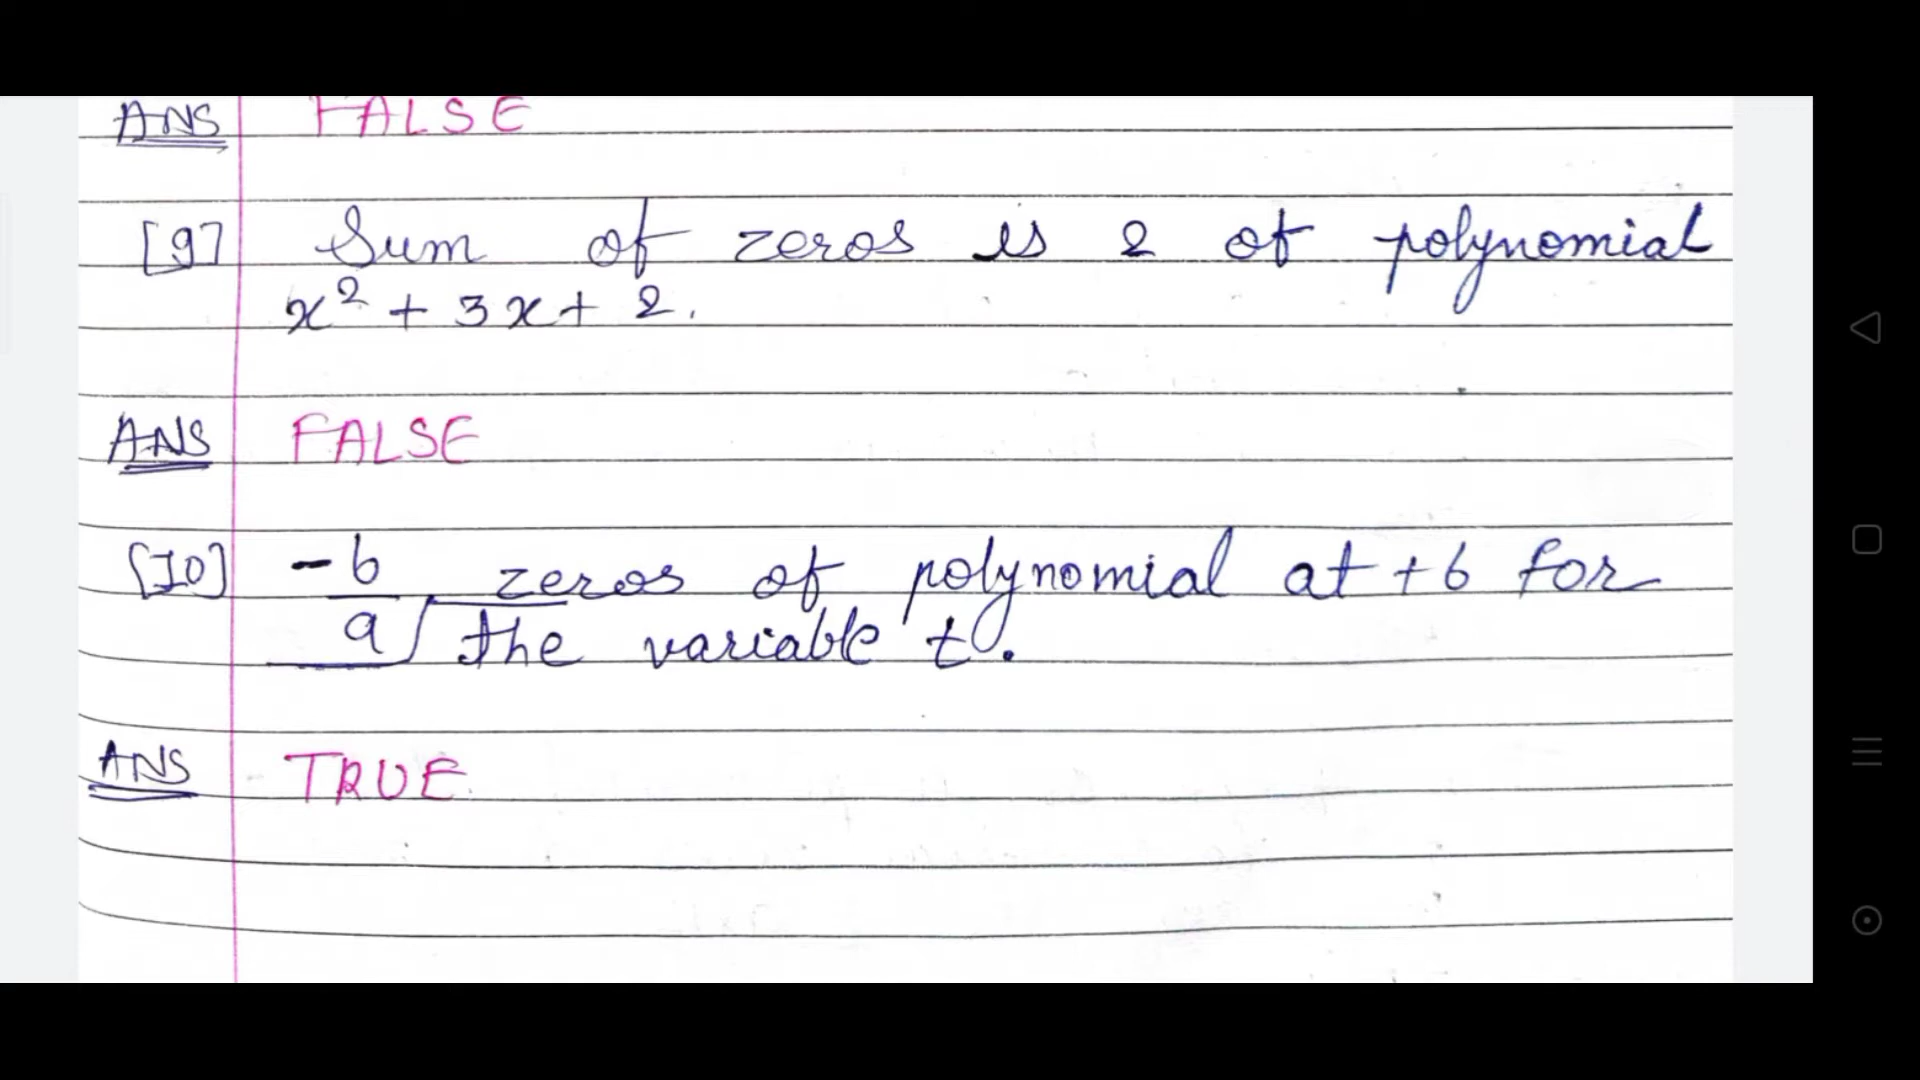 ANS FALSE
[9] Sum of zeros is 2 of polynomial
x² + 3x + 2.
ANS FALSE
[10] -b/a zeros of polynomial at + b for
the variable t.
ANS TRUE